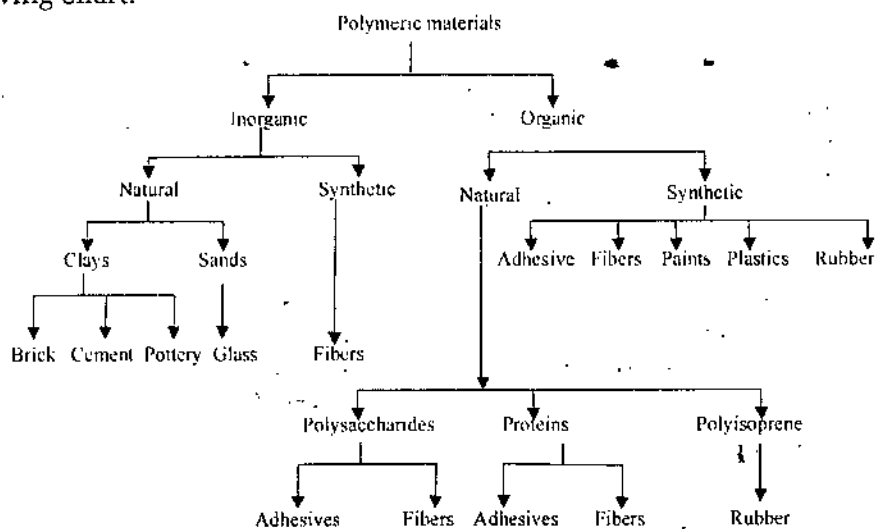 ving chart:
Polymeric materials
Inorganic Organic
Natural Synthetic Natural Synthetic
Clays Sands Adhesive Fibers Paints Plastics Rubber
Brick Cement Pottery Glass Fibers
Polysaccharides Proteins Polyisoprene
Adhesives Fibers Adhesives Fibers Rubber